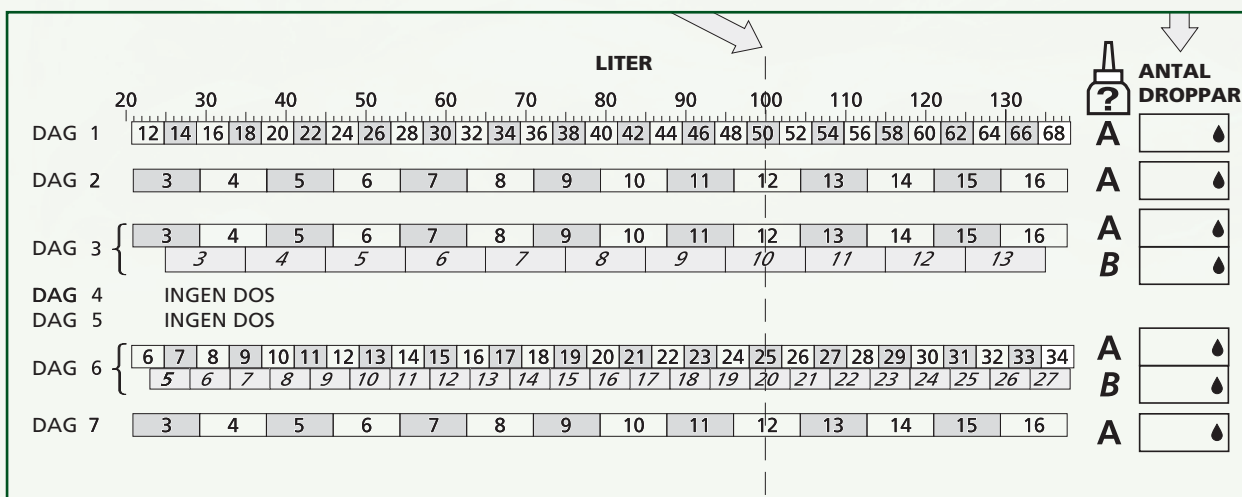 LITER
ANTAL
DROPPAR
?
20 30 40 50 60 70 80 90 100 110 120 130
DAG 1 12 14 16 18 20 22 24 26 28 30 32 34 36 38 40 42 44 46 48 50 52 54 56 58 60 62 64 66 68 A
DAG 2 3 4 5 6 7 8 9 10 11 12 13 14 15 16 A
DAG 3 3 4 5 6 7 8 9 10 11 12 13 14 15 16 A
3 4 5 6 7 8 9 10 11 12 13 B
DAG 4 INGEN DOS
DAG 5 INGEN DOS
DAG 6 6 7 8 9 10 11 12 13 14 15 16 17 18 19 20 21 22 23 24 25 26 27 28 29 30 31 32 33 34 A
5 6 7 8 9 10 11 12 13 14 15 16 17 18 19 20 21 22 23 24 25 26 27 B
DAG 7 3 4 5 6 7 8 9 10 11 12 13 14 15 16 A